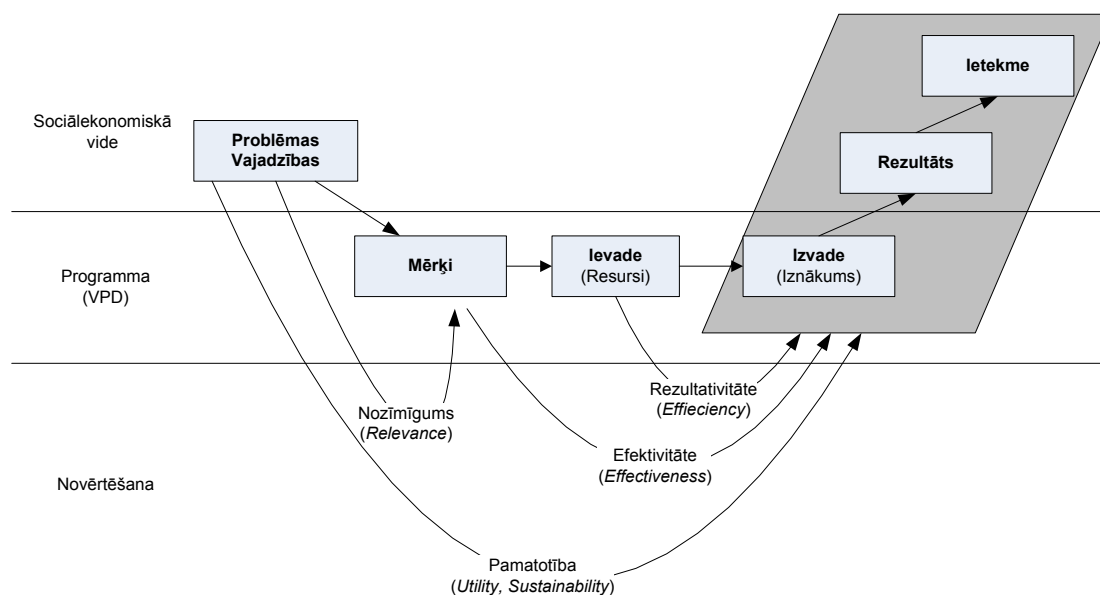 Ietekme
Sociālekonomiskā
vide
Problēmas
Vajadzības
Rezultāts
Programma
(VPD)
Mērķi
Ievade
(Resursi)
Izvade
(Iznākums)
Rezultativitāte
(Effieciency)
Nozīmīgums
(Relevance)
Efektivitāte
(Effectiveness)
Novērtēšana
Pamatotība
(Utility, Sustainability)